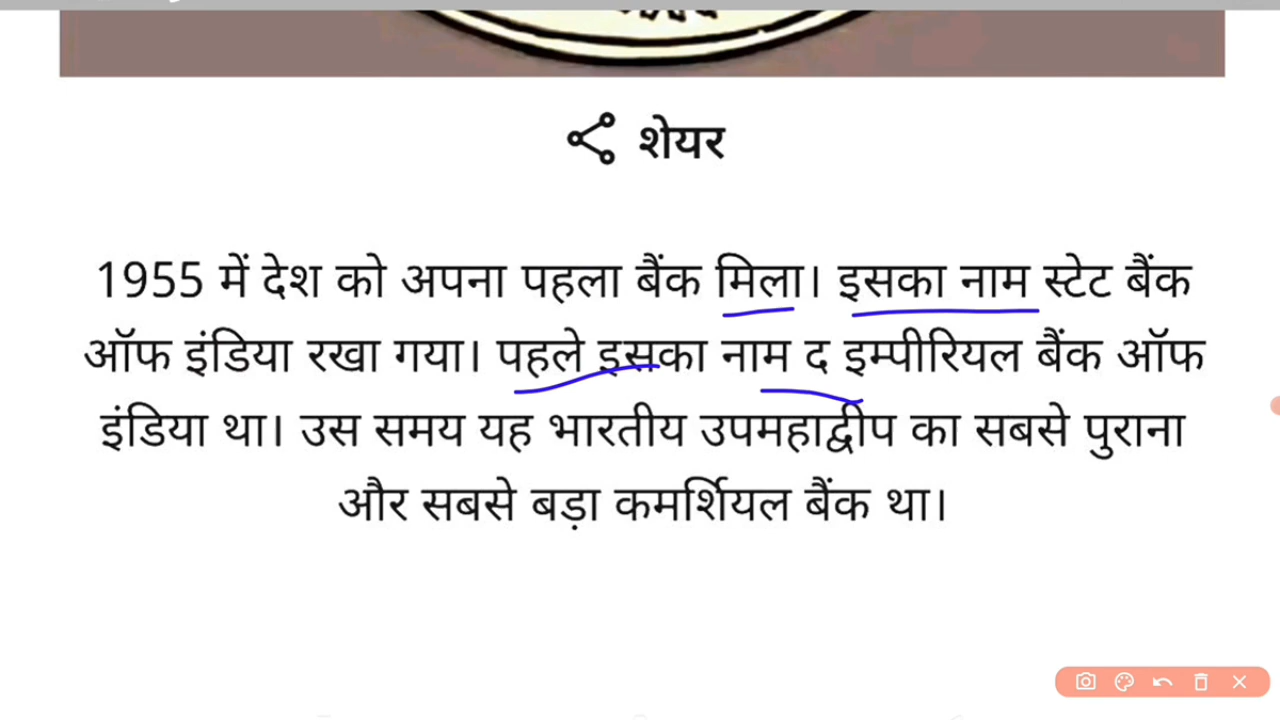 शेयर
1955 में देश को अपना पहला बैंक मिला। इसका नाम स्टेट बैंक
ऑफ इंडिया रखा गया। पहले इसका नाम द इम्पीरियल बैंक ऑफ
इंडिया था। उस समय यह भारतीय उपमहाद्वीप का सबसे पुराना
और सबसे बड़ा कमर्शियल बैंक था।